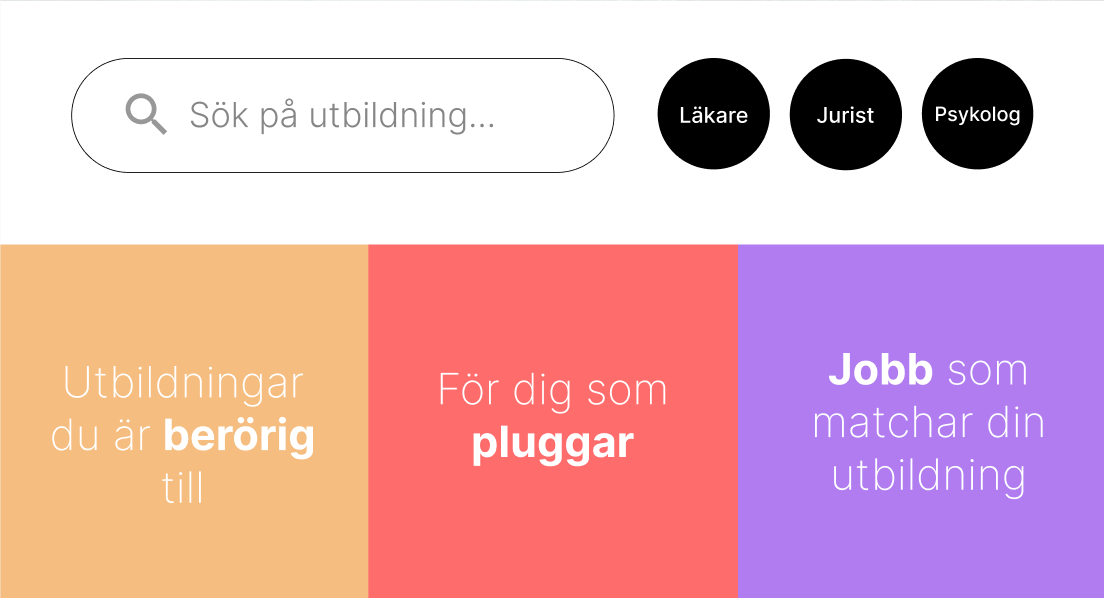 Sök på utbildning...
Läkare
Jurist
Psykolog
Utbildningar
du är berörig
till
För dig som
pluggar
Jobb som
matchar din
utbildning